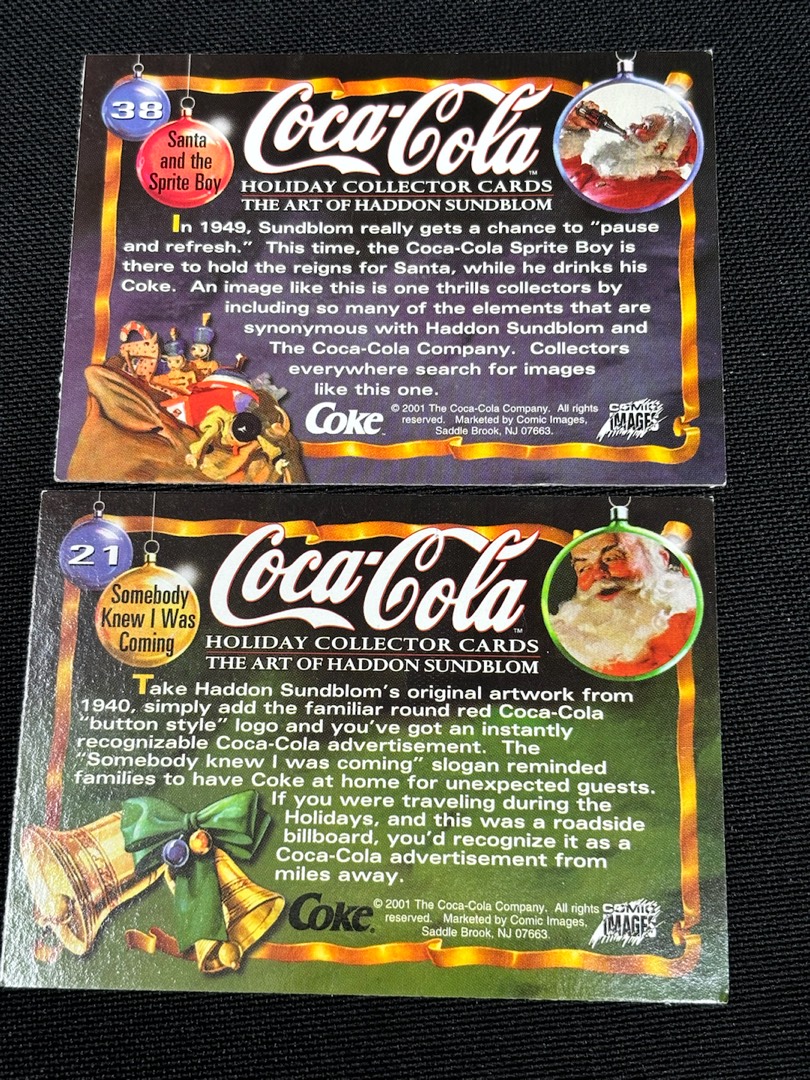 38
Santa
and the
Sprite Boy
Coca-Cola™
HOLIDAY COLLECTOR CARDS
THE ART OF HADDON SUNDBLOM
In 1949, Sundblom really gets a chance to "pause
and refresh." This time, the Coca-Cola Sprite Boy is
there to hold the reigns for Santa, while he drinks his
Coke. An image like this is one thrills collectors by
including so many of the elements that are
synonymous with Haddon Sundblom and
The Coca-Cola Company. Collectors
everywhere search for images
like this one.
Coke™
© 2001 The Coca-Cola Company. All rights
reserved. Marketed by Comic Images,
Saddle Brook, NJ 07663.
COMIC
IMAGES
21
Somebody
Knew I Was
Coming
Coca-Cola™
HOLIDAY COLLECTOR CARDS
THE ART OF HADDON SUNDBLOM
Take Haddon Sundblom's original artwork from
1940, simply add the familiar round red Coca-Cola
"button style" logo and you've got an instantly
recognizable Coca-Cola advertisement. The
"Somebody knew I was coming" slogan reminded
families to have Coke at home for unexpected guests.
If you were traveling during the
Holidays, and this was a roadside
billboard, you'd recognize it as a
Coca-Cola advertisement from
miles away.
Coke®
© 2001 The Coca-Cola Company. All rights
reserved. Marketed by Comic Images,
Saddle Brook, NJ 07663.
COMIC
IMAGES